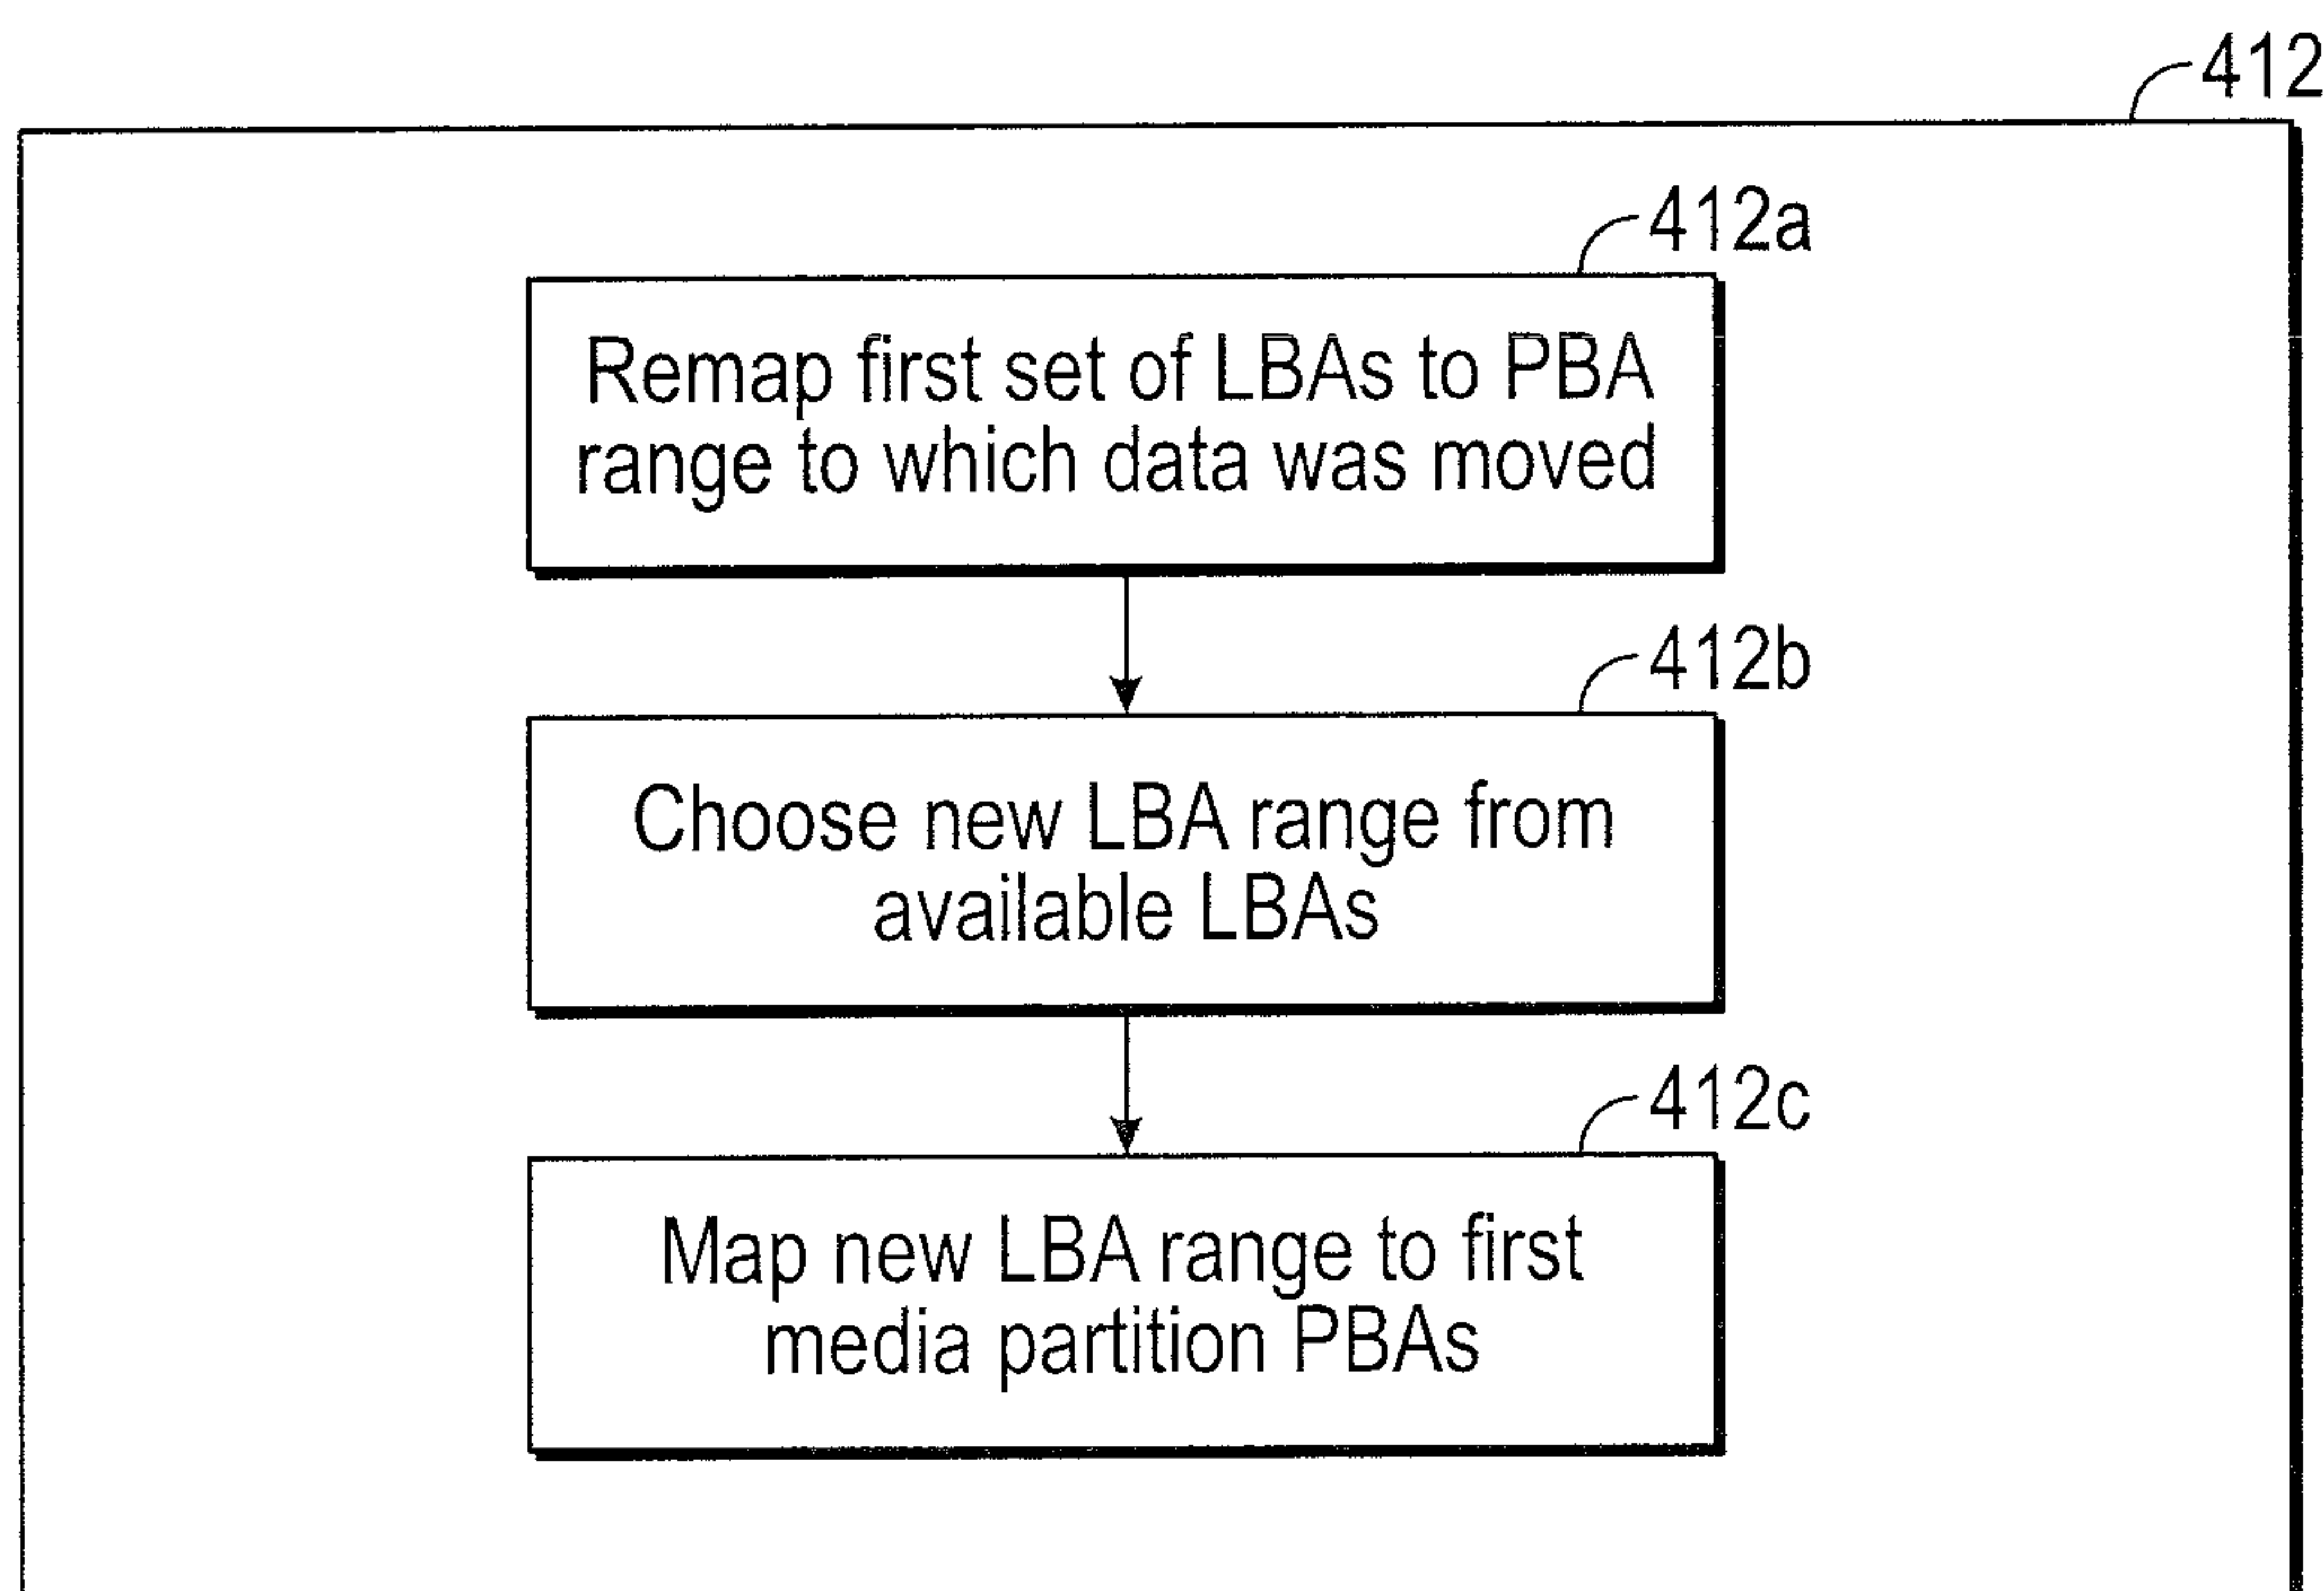 412
412a
Remap first set of LBAs to PBA
range to which data was moved
412b
Choose new LBA range from
available LBAs
412c
Map new LBA range to first
media partition PBAs